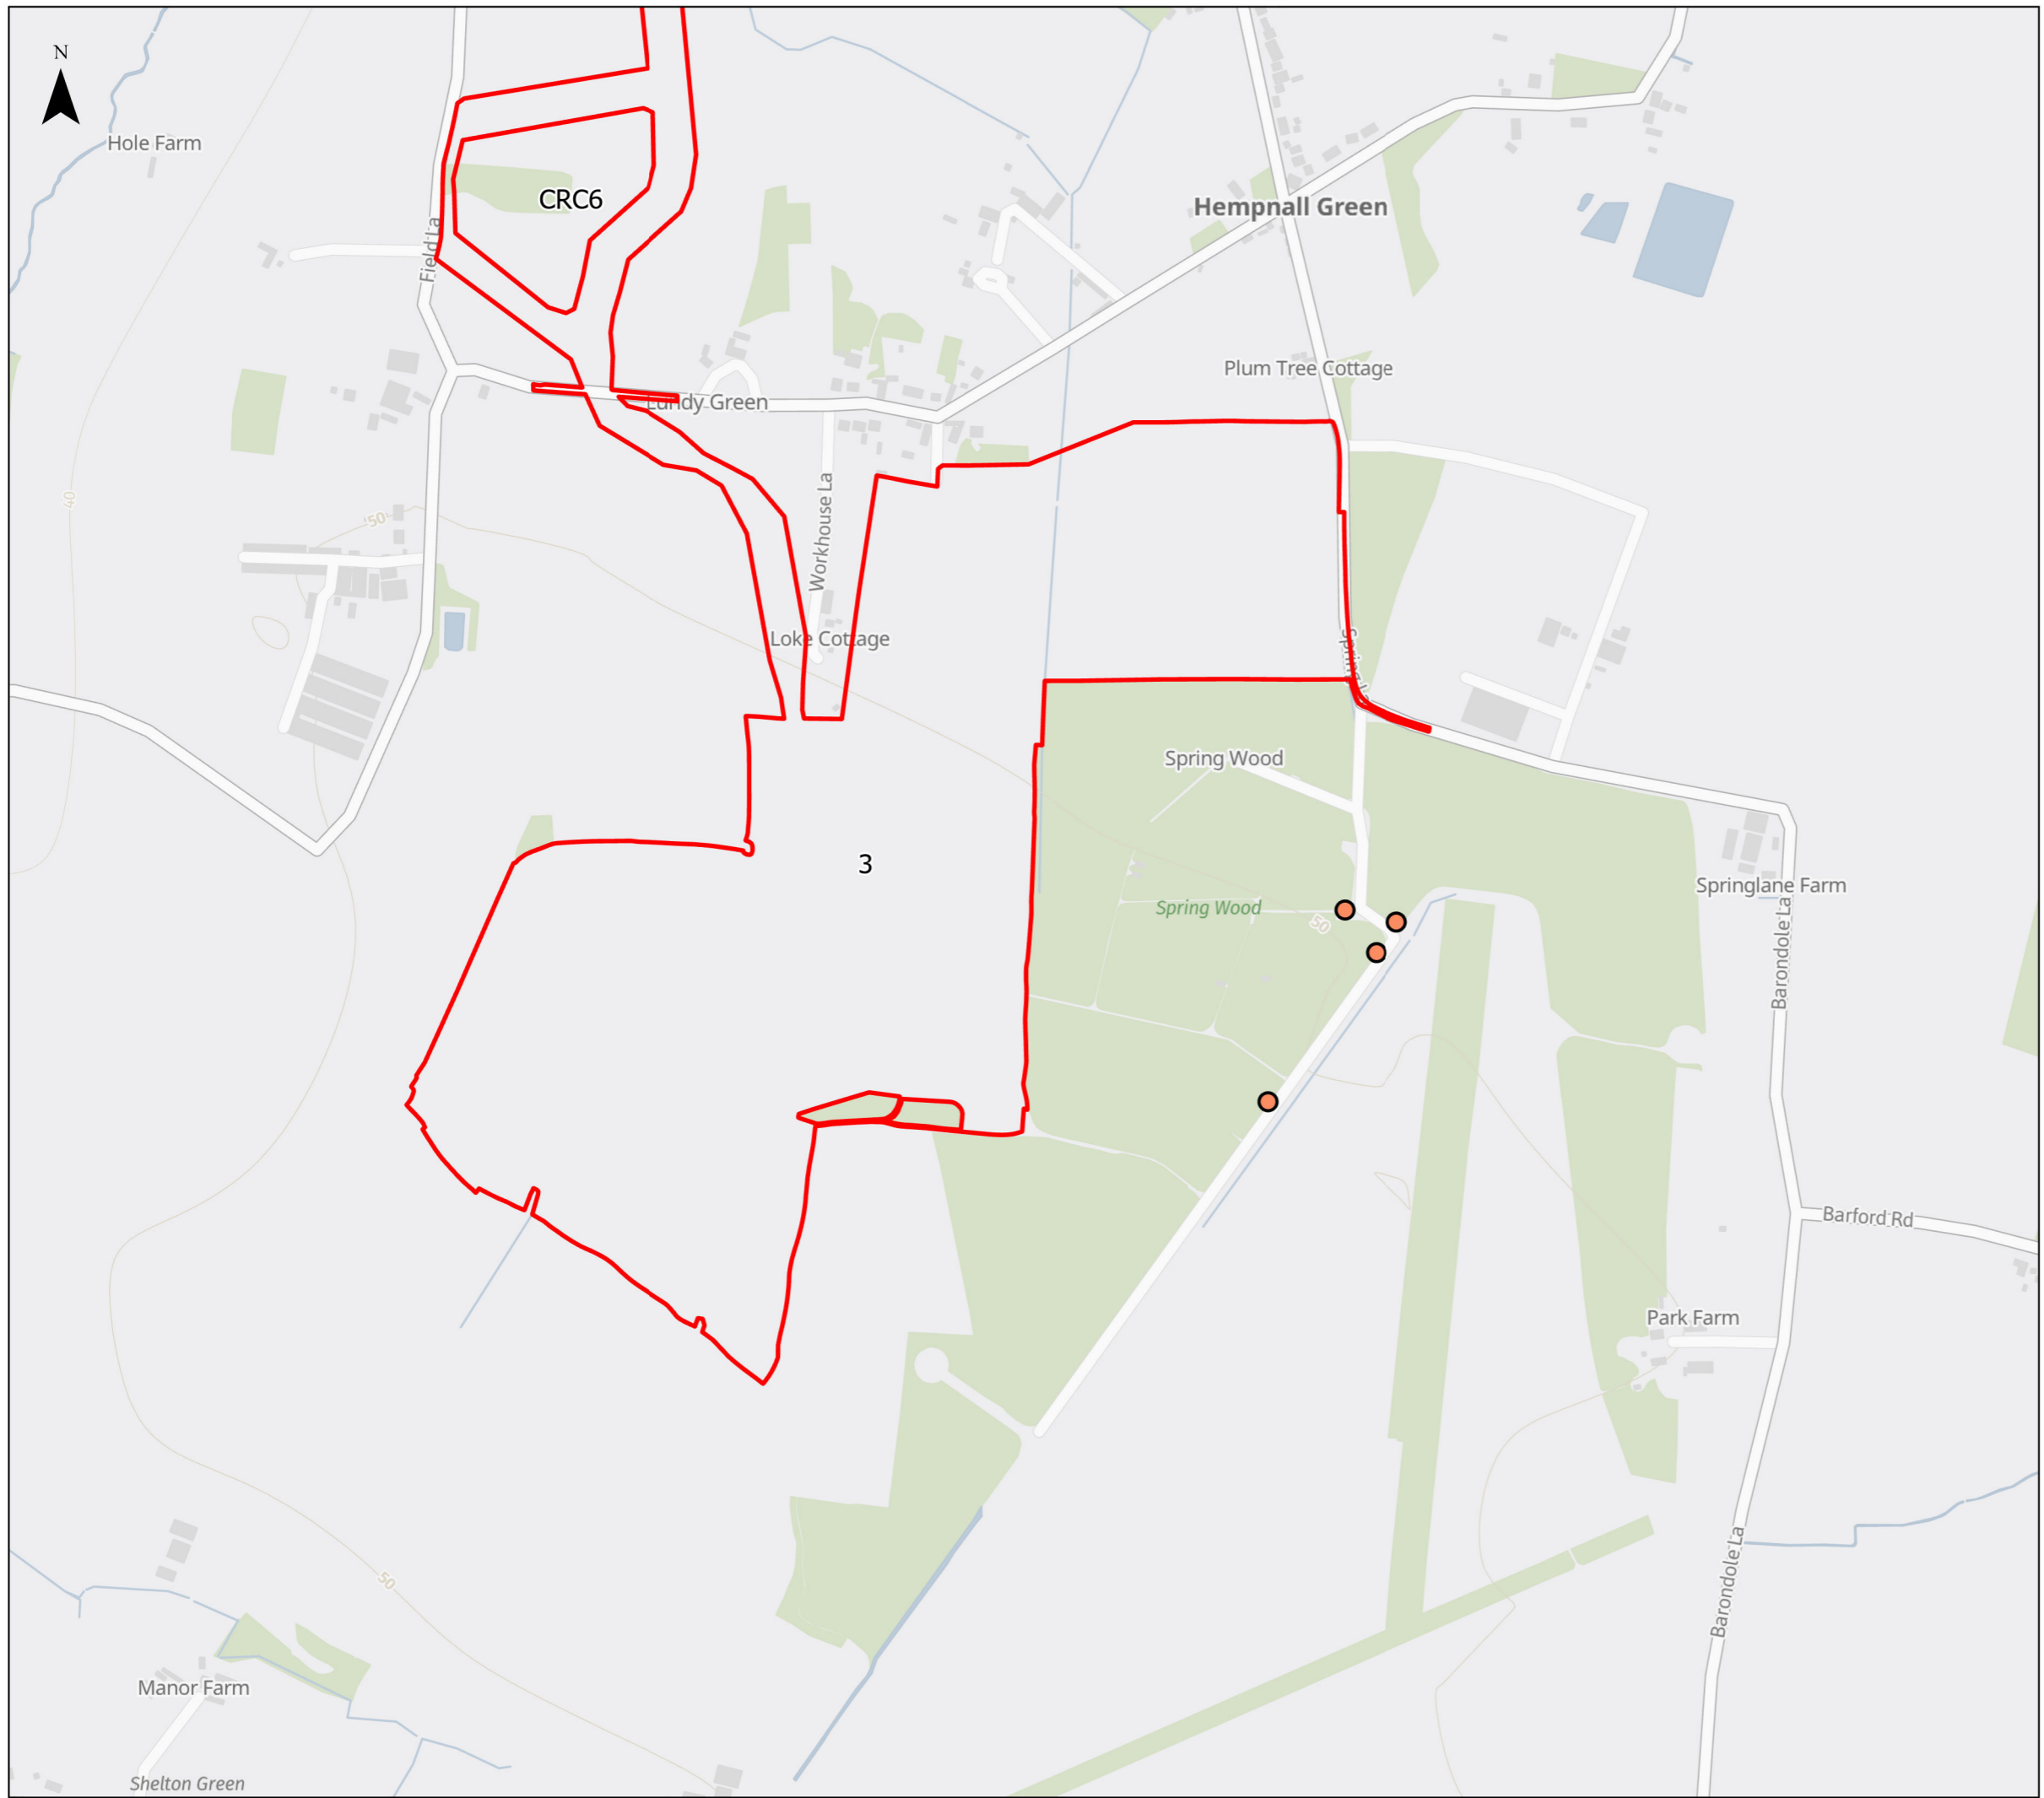 N
Hole Farm
CRC6
Hempnall Green
Field La
Plum Tree Cottage
Lundy Green
40
50
Workhouse La
Loke Cottage
Spring La
Spring Wood
3
Springlane Farm
Spring Wood
50
Barondole La
Barford Rd
Park Farm
50
Barondole La
Manor Farm
Shelton Green